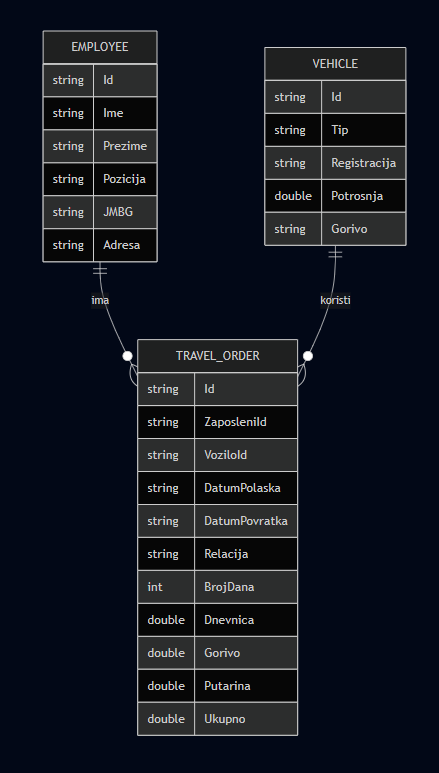 EMPLOYEE
string Id
string Ime
string Prezime
string Pozicija
string JMBG
string Adresa
VEHICLE
string Id
string Tip
string Registracija
double Potrosnja
string Gorivo
ima
koristi
TRAVEL_ORDER
string Id
string ZaposleniId
string VoziloId
string DatumPolaska
string DatumPovratka
string Relacija
int BrojDana
double Dnevnica
double Gorivo
double Putarina
double Ukupno